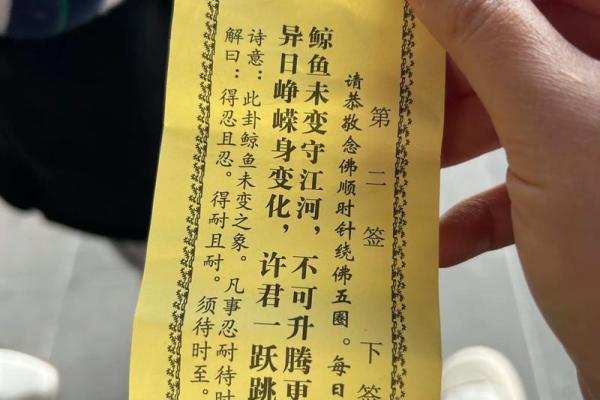 第二签 下签
请恭敬念佛顺时针绕佛五圈。每日
鲸鱼未变守江河，不可升腾更
异日峥嵘身变化，许君一跃跳
诗意：此卦鲸鱼未变之象。凡事忍耐待时
解曰：得忍且忍。得耐且耐。须待时至。